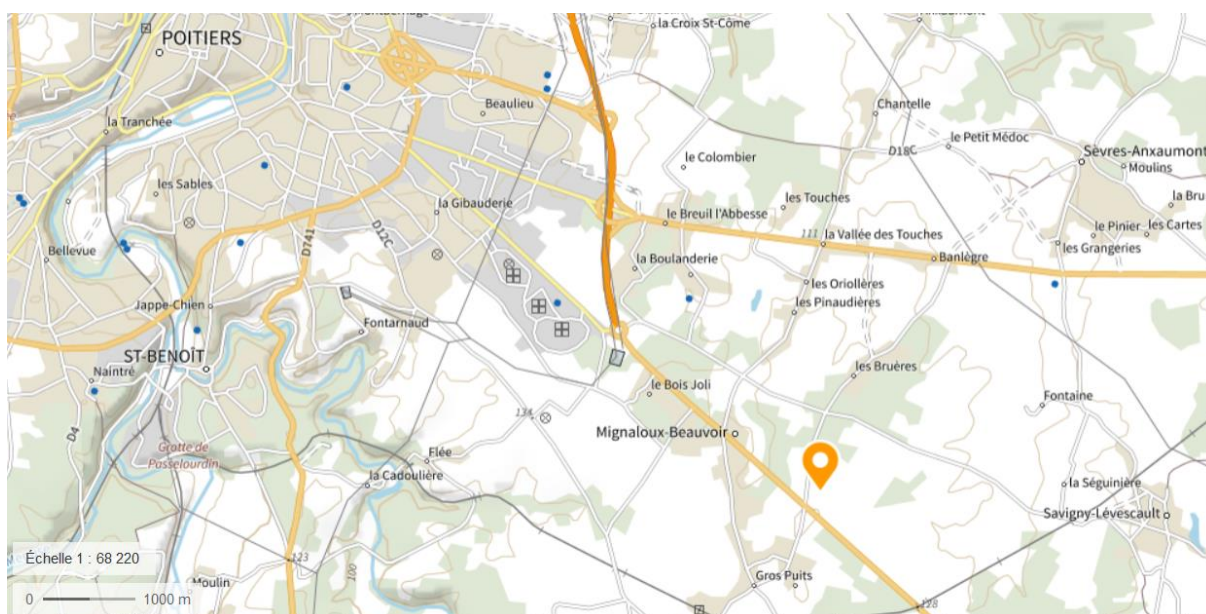 la Croix St-Côme
POITIERS
Beaulieu
Chantelle
la Tranchée
le Petit Médoc
D18C
le Colombier
Sèvres-Anxaumont
Moulins
les Sables
la Gibauderie
les Touches
le Breuil l'Abbesse
la Bru
D741
D12C
111
la Vallée des Touches
le Pinier
les Cartes
les Grangeries
Bellevue
la Boulanderie
Banlègre
les Oriollères
les Pinaudières
Jappe-Chien
Fontarnaud
ST-BENOÎT
Naintré
le Bois Joli
les Bruères
Fontaine
134
D4
Mignaloux-Beauvoir
Grotte de
Passelourdin
Flée
la Cadoulière
la Séguinière
Savigny-Lévescault
Échelle 1 : 68 220
123
100
Moulin
Gros Puits
0
1000 m
128